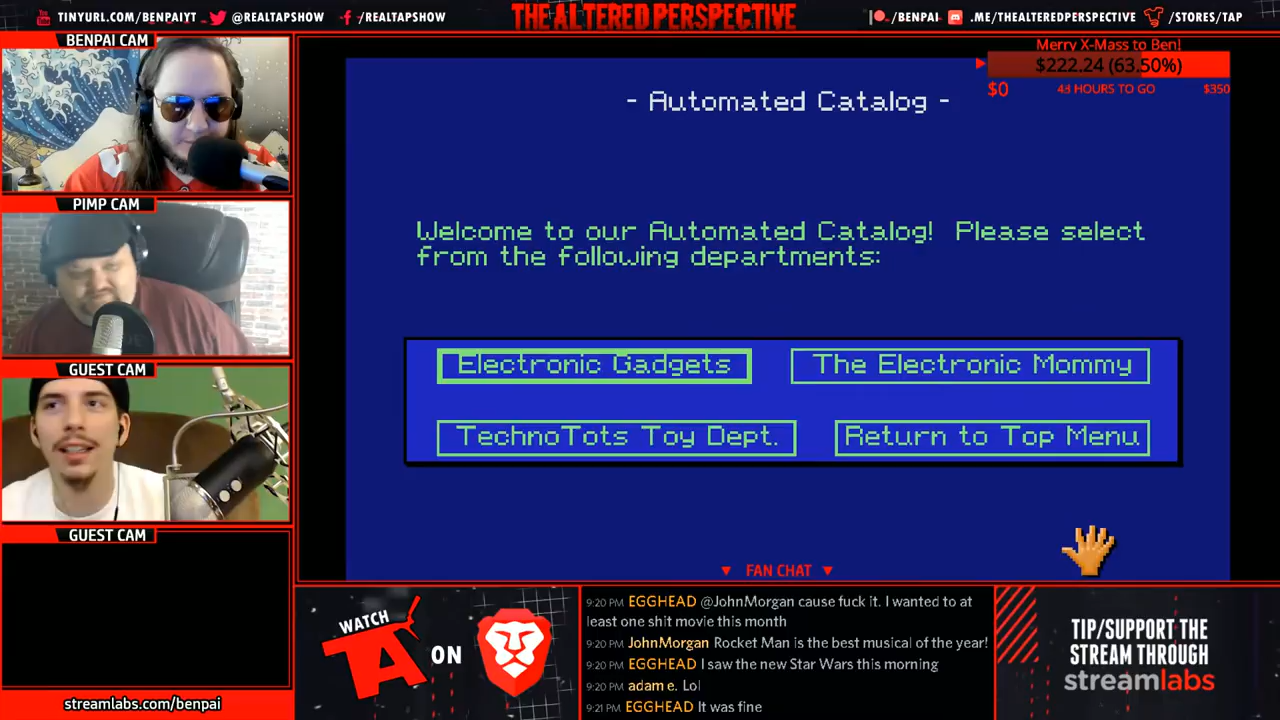 TINYURL.COM/BENPAIYT @REALTAPSHOW /REALTAPSHOW
THE ALTERED PERSPECTIVE
/BENPAI .ME/THEALTEREDPERSPECTIVE /STORES/TAP
BENPAI CAM
PIMP CAM
GUEST CAM
GUEST CAM
streamlabs.com/benpai
Merry X-Mass to Ben!
$222.24 (63.50%)
$0 43 HOURS TO GO $350
- Automated Catalog -
Welcome to our Automated Catalog! Please select
from the following departments:
Electronic Gadgets The Electronic Mommy
TechnoTots Toy Dept. Return to Top Menu
FAN CHAT
WATCH
ON
9:20 PM EGGHEAD @JohnMorgan cause fuck it. I wanted to at
least one shit movie this month
9:20 PM JohnMorgan Rocket Man is the best musical of the year!
9:20 PM EGGHEAD I saw the new Star Wars this morning
9:20 PM adam e. Lol
9:21 PM EGGHEAD It was fine
TIP/SUPPORT THE
STREAM THROUGH
streamlabs